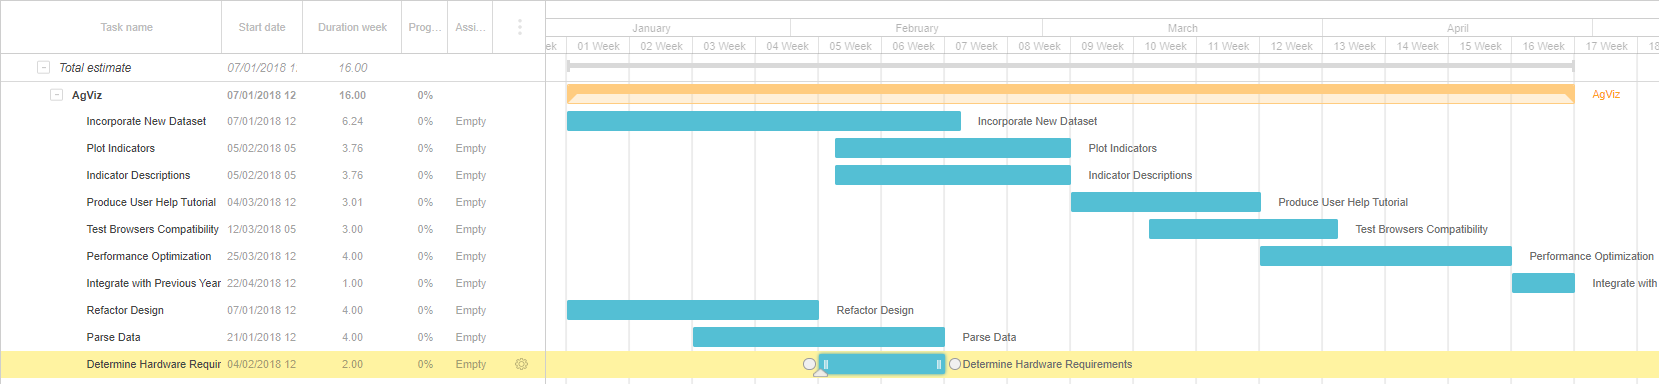 Task name Start date Duration week Prog... Assi... January February March April
ek 01 Week 02 Week 03 Week 04 Week 05 Week 06 Week 07 Week 08 Week 09 Week 10 Week 11 Week 12 Week 13 Week 14 Week 15 Week 16 Week 17 Week 18
Total estimate 07/01/2018 1. 16.00
AgViz 07/01/2018 12 16.00 0% AgViz
Incorporate New Dataset 07/01/2018 12 6.24 0% Empty Incorporate New Dataset
Plot Indicators 05/02/2018 05 3.76 0% Empty Plot Indicators
Indicator Descriptions 05/02/2018 05 3.76 0% Empty Indicator Descriptions
Produce User Help Tutorial 04/03/2018 12 3.01 0% Empty Produce User Help Tutorial
Test Browsers Compatibility 12/03/2018 05 3.00 0% Empty Test Browsers Compatibility
Performance Optimization 25/03/2018 12 4.00 0% Empty Performance Optimization
Integrate with Previous Year 22/04/2018 12 1.00 0% Empty Integrate with
Refactor Design 07/01/2018 12 4.00 0% Empty Refactor Design
Parse Data 21/01/2018 12 4.00 0% Empty Parse Data
Determine Hardware Requir 04/02/2018 12 2.00 0% Empty Determine Hardware Requirements